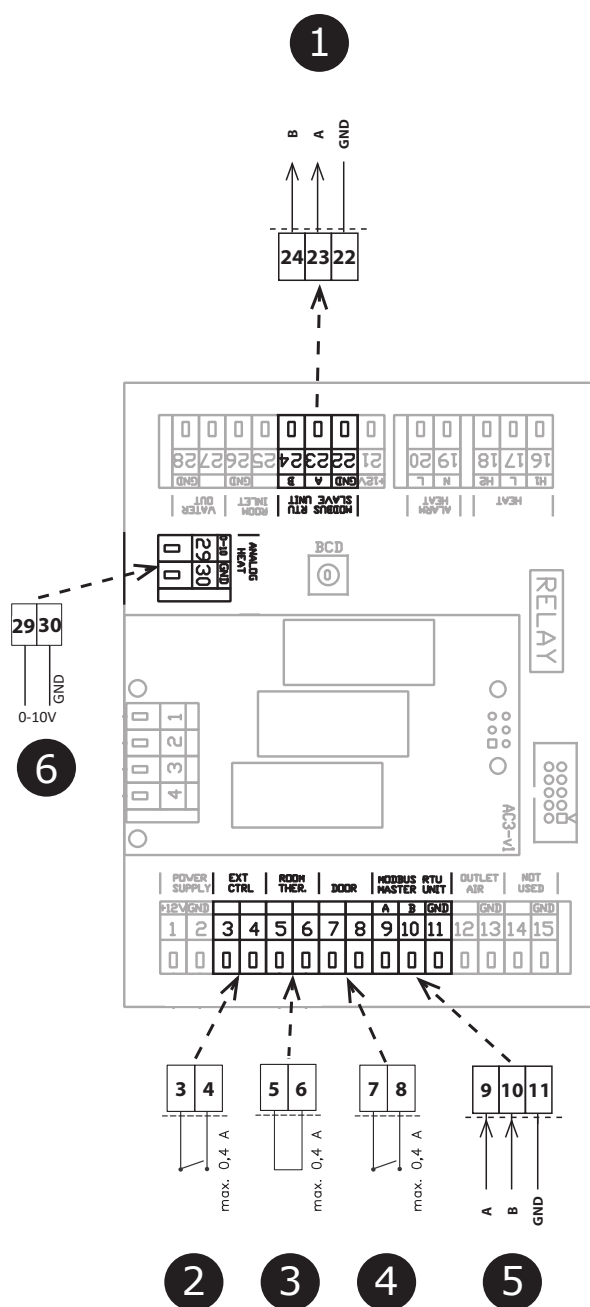 1
B A GND
24 23 22
28 27 26 25 24 23 22 21
GND GND B A GND +12V
WATER OUT
ROOM INLET
MODBUS RTU
SLAVE UNIT
20 19 18 17 16
L N H2 L H1
ALARM HEAT
HEAT
29 30
0-10 GND
ANALOG
HEAT
BCD
RELAY
29 30
0-10V
GND
6
1
2
3
4
AC3-v1
POWER SUPPLY
EXT CTRL
ROOM THER.
DOOR
MODBUS RTU MASTER UNIT
OUTLET AIR
NOT USED
+12V GND A B GND GND GND
1 2 3 4 5 6 7 8 9 10 11 12 13 14 15
3 4
max. 0,4 A
5 6
max. 0,4 A
7 8
max. 0,4 A
9 10 11
A B GND
2
3
4
5